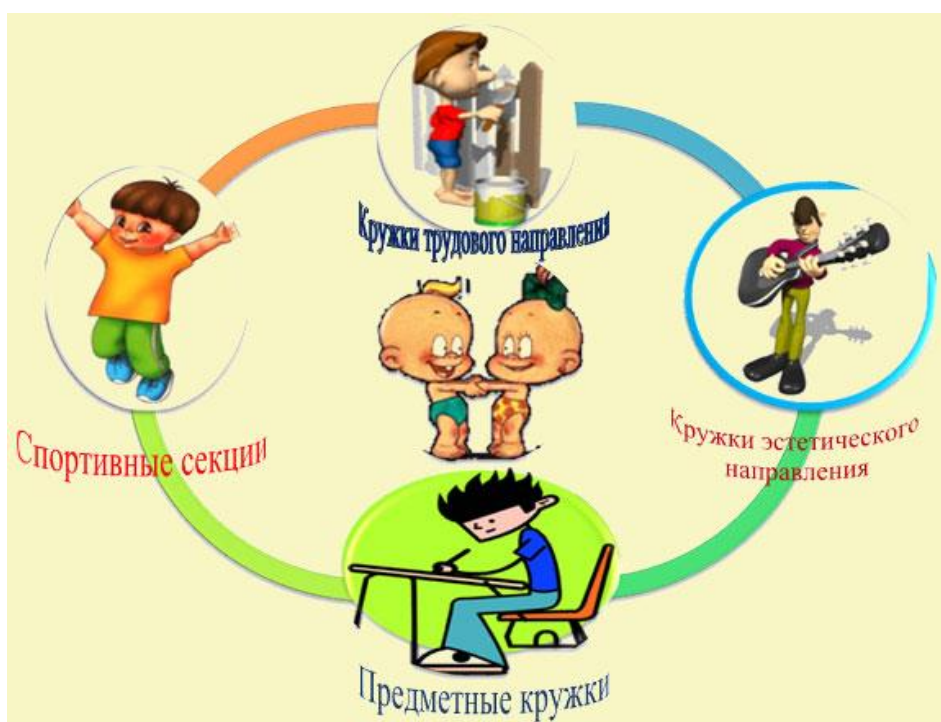 Кружки трудового направления
Кружки эстетического
направления
Спортивные секции
Предметные кружки